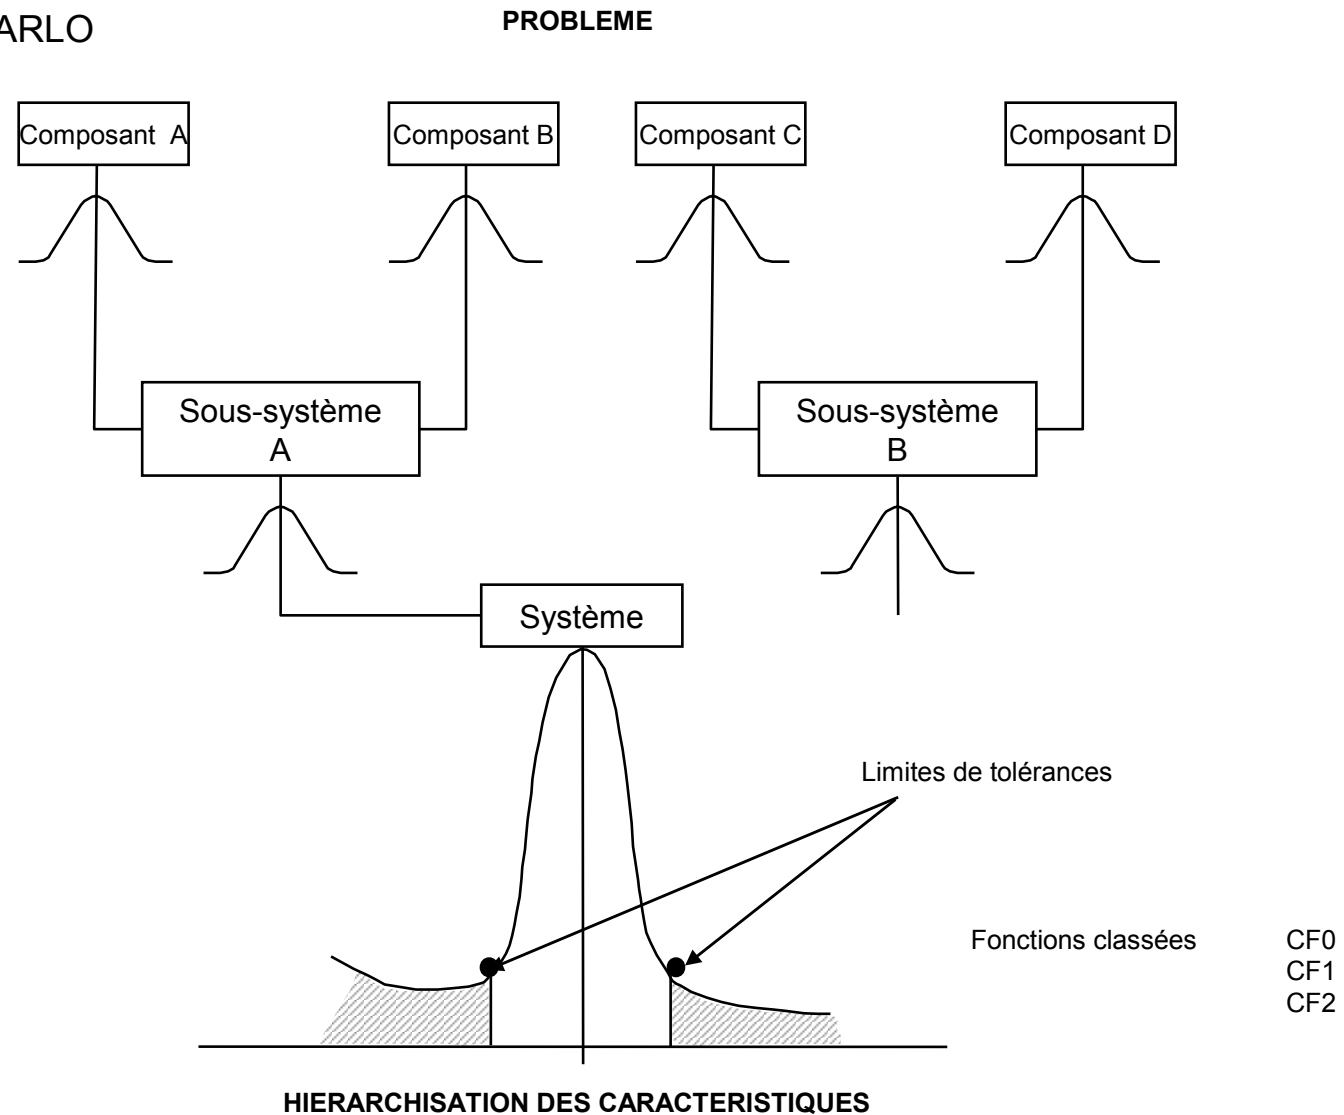 ARLO
PROBLEME
Composant A
Composant B
Composant C
Composant D
Sous-système
A
Sous-système
B
Système
Limites de tolérances
Fonctions classées CF0
CF1
CF2
HIERARCHISATION DES CARACTERISTIQUES